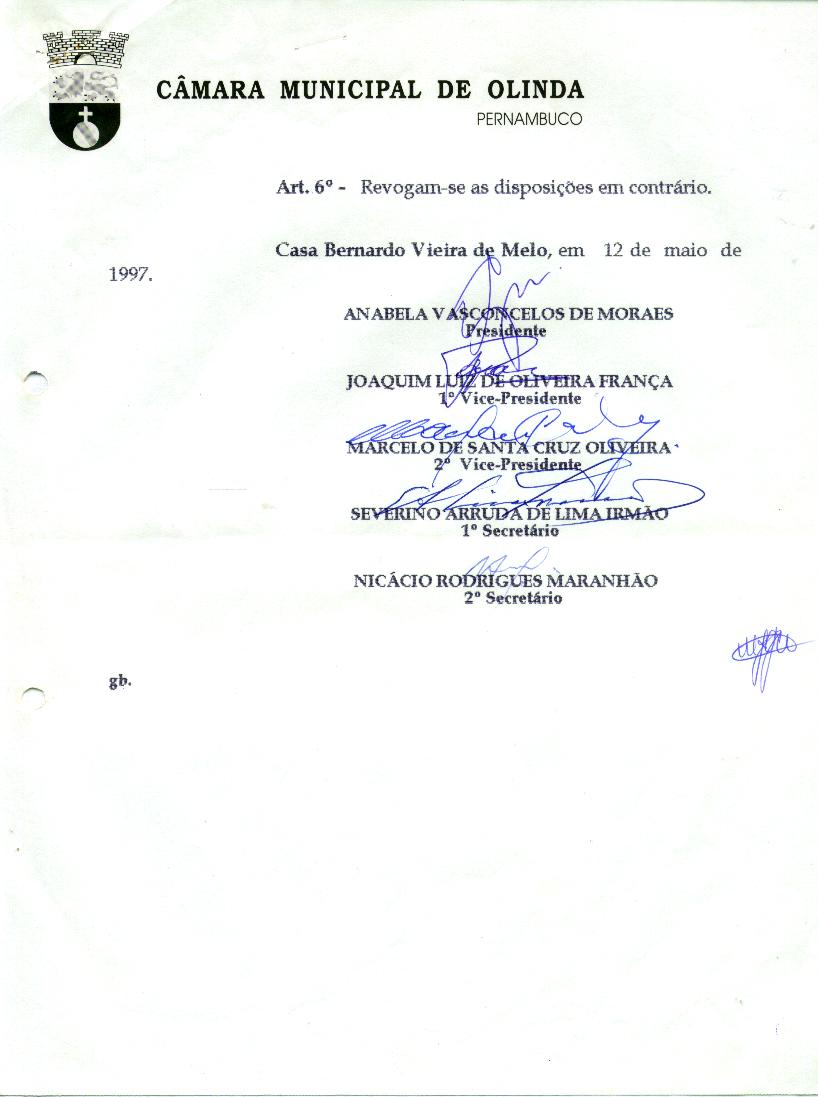 CÂMARA MUNICIPAL DE OLINDA
PERNAMBUCO
Art. 6º - Revogam-se as disposições em contrário.
Casa Bernardo Vieira de Melo, em 12 de maio de
1997.
ANABELA VASCONCELOS DE MORAES
Presidente
JOAQUIM LUIZ DE OLIVEIRA FRANÇA
1º Vice-Presidente
MARCELO DE SANTA CRUZ OLIVEIRA
2º Vice-Presidente
SEVERINO ARRUDA DE LIMA IRMÃO
1º Secretário
NICÁCIO RODRIGUES MARANHÃO
2º Secretário
gb.